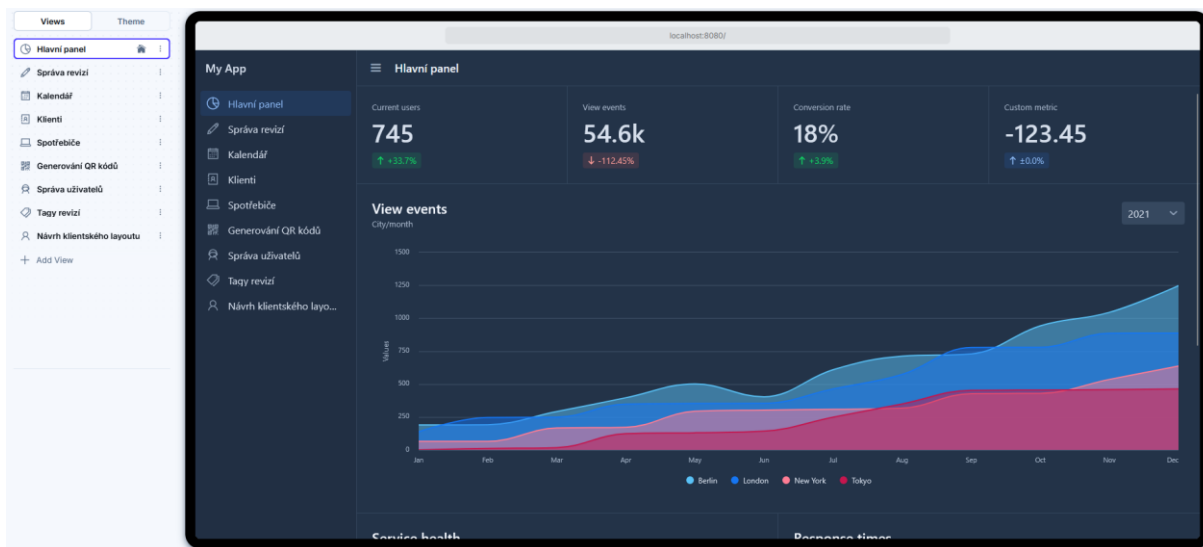 Views Theme
Hlavní panel
Správa revizí
Kalendář
Klienti
Spotřebiče
Generování QR kódů
Správa uživatelů
Tagy revizí
Návrh klientského layoutu
+ Add View
localhost:8080/
My App
Hlavní panel
Správa revizí
Kalendář
Klienti
Spotřebiče
Generování QR kódů
Správa uživatelů
Tagy revizí
Návrh klientského layo...
Hlavní panel
Current users
745
↑ +33.7%
View events
54.6k
↓ -112.45%
Conversion rate
18%
↑ +3.9%
Custom metric
-123.45
↑ ±0.0%
View events
City/month
2021
Values
1500
1250
1000
750
500
250
0
Jan Feb Mar Apr May Jun Jul Aug Sep Oct Nov Dec
Berlin London New York Tokyo
Service health
Response times